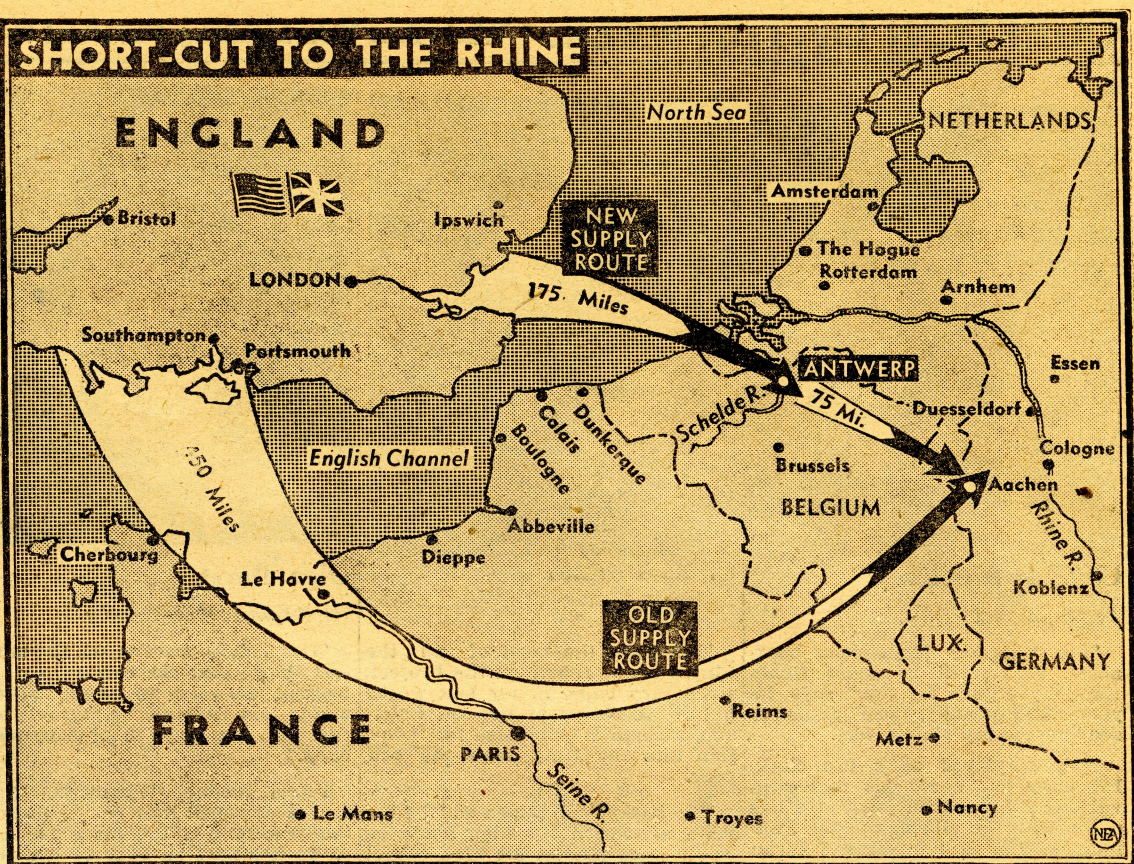 SHORT-CUT TO THE RHINE
ENGLAND
North Sea
NETHERLANDS
Amsterdam
Bristol
Ipswich
NEW
SUPPLY
ROUTE
The Hague
Rotterdam
LONDON
175 Miles
Arnhem
Southampton
Portsmouth
ANTWERP
Essen
75 Mi.
Duesseldorf
Schelde R.
Calais
Dunkerque
Boulogne
English Channel
Brussels
Cologne
Aachen
BELGIUM
Miles
Abbeville
Rhine R.
Cherbourg
Dieppe
Le Havre
Koblenz
OLD
SUPPLY
ROUTE
LUX.
GERMANY
FRANCE
Reims
PARIS
Metz
Seine R.
Le Mans
Troyes
Nancy
NEA